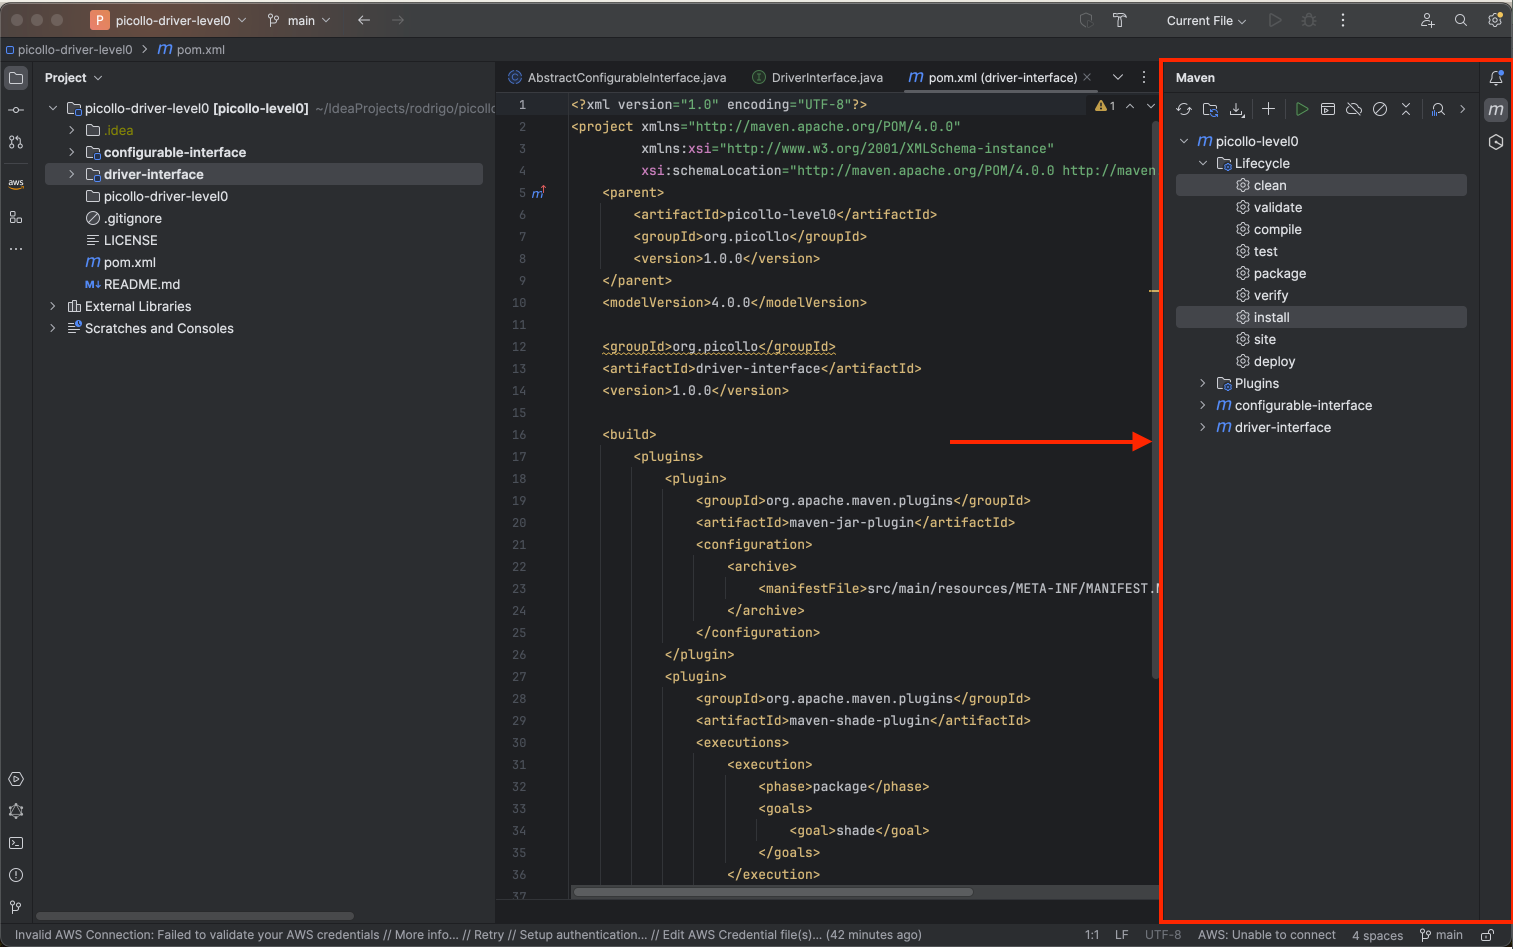 P picollo-driver-level0 main Current File
picollo-driver-level0 > m pom.xml
Project
picollo-driver-level0 [picollo-level0] ~/IdeaProjects/rodrigo/picollo
.idea
configurable-interface
driver-interface
picollo-driver-level0
.gitignore
LICENSE
m pom.xml
M↓ README.md
External Libraries
Scratches and Consoles
aws
AbstractConfigurableInterface.java DriverInterface.java m pom.xml (driver-interface)
1 <?xml version="1.0" encoding="UTF-8"?> 1
2 <project xmlns="http://maven.apache.org/POM/4.0.0"
3 xmlns:xsi="http://www.w3.org/2001/XMLSchema-instance"
4 xsi:schemaLocation="http://maven.apache.org/POM/4.0.0 http://maven
5 m <parent>
6 <artifactId>picollo-level0</artifactId>
7 <groupId>org.picollo</groupId>
8 <version>1.0.0</version>
9 </parent>
10 <modelVersion>4.0.0</modelVersion>
11
12 <groupId>org.picollo</groupId>
13 <artifactId>driver-interface</artifactId>
14 <version>1.0.0</version>
15
16 <build>
17 <plugins>
18 <plugin>
19 <groupId>org.apache.maven.plugins</groupId>
20 <artifactId>maven-jar-plugin</artifactId>
21 <configuration>
22 <archive>
23 <manifestFile>src/main/resources/META-INF/MANIFEST.M
24 </archive>
25 </configuration>
26 </plugin>
27 <plugin>
28 <groupId>org.apache.maven.plugins</groupId>
29 <artifactId>maven-shade-plugin</artifactId>
30 <executions>
31 <execution>
32 <phase>package</phase>
33 <goals>
34 <goal>shade</goal>
35 </goals>
36 </execution>
37
Maven
m picollo-level0
Lifecycle
clean
validate
compile
test
package
verify
install
site
deploy
Plugins
m configurable-interface
m driver-interface
m
Invalid AWS Connection: Failed to validate your AWS credentials // More info... // Retry // Setup authentication... // Edit AWS Credential file(s)... (42 minutes ago) 1:1 LF UTF-8 AWS: Unable to connect 4 spaces main